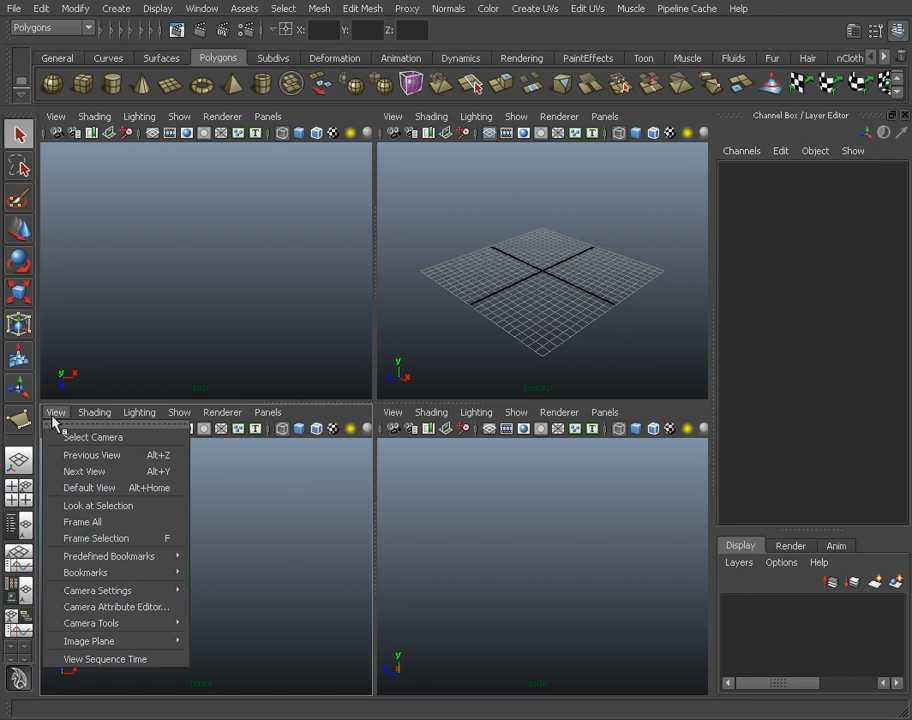 File Edit Modify Create Display Window Assets Select Mesh Edit Mesh Proxy Normals Color Create UVs Edit UVs Muscle Pipeline Cache Help
Polygons X: Y: Z:
General Curves Surfaces Polygons Subdivs Deformation Animation Dynamics Rendering PaintEffects Toon Muscle Fluids Fur Hair nCloth
View Shading Lighting Show Renderer Panels
View Shading Lighting Show Renderer Panels
Channel Box / Layer Editor
Channels Edit Object Show
y x z
top
y x
persp
View Shading Lighting Show Renderer Panels
View Shading Lighting Show Renderer Panels
Select Camera
Previous View Alt+Z
Next View Alt+Y
Default View Alt+Home
Look at Selection
Frame All
Frame Selection F
Predefined Bookmarks
Bookmarks
Camera Settings
Camera Attribute Editor...
Camera Tools
Image Plane
View Sequence Time
front
y
side
Display Render Anim
Layers Options Help